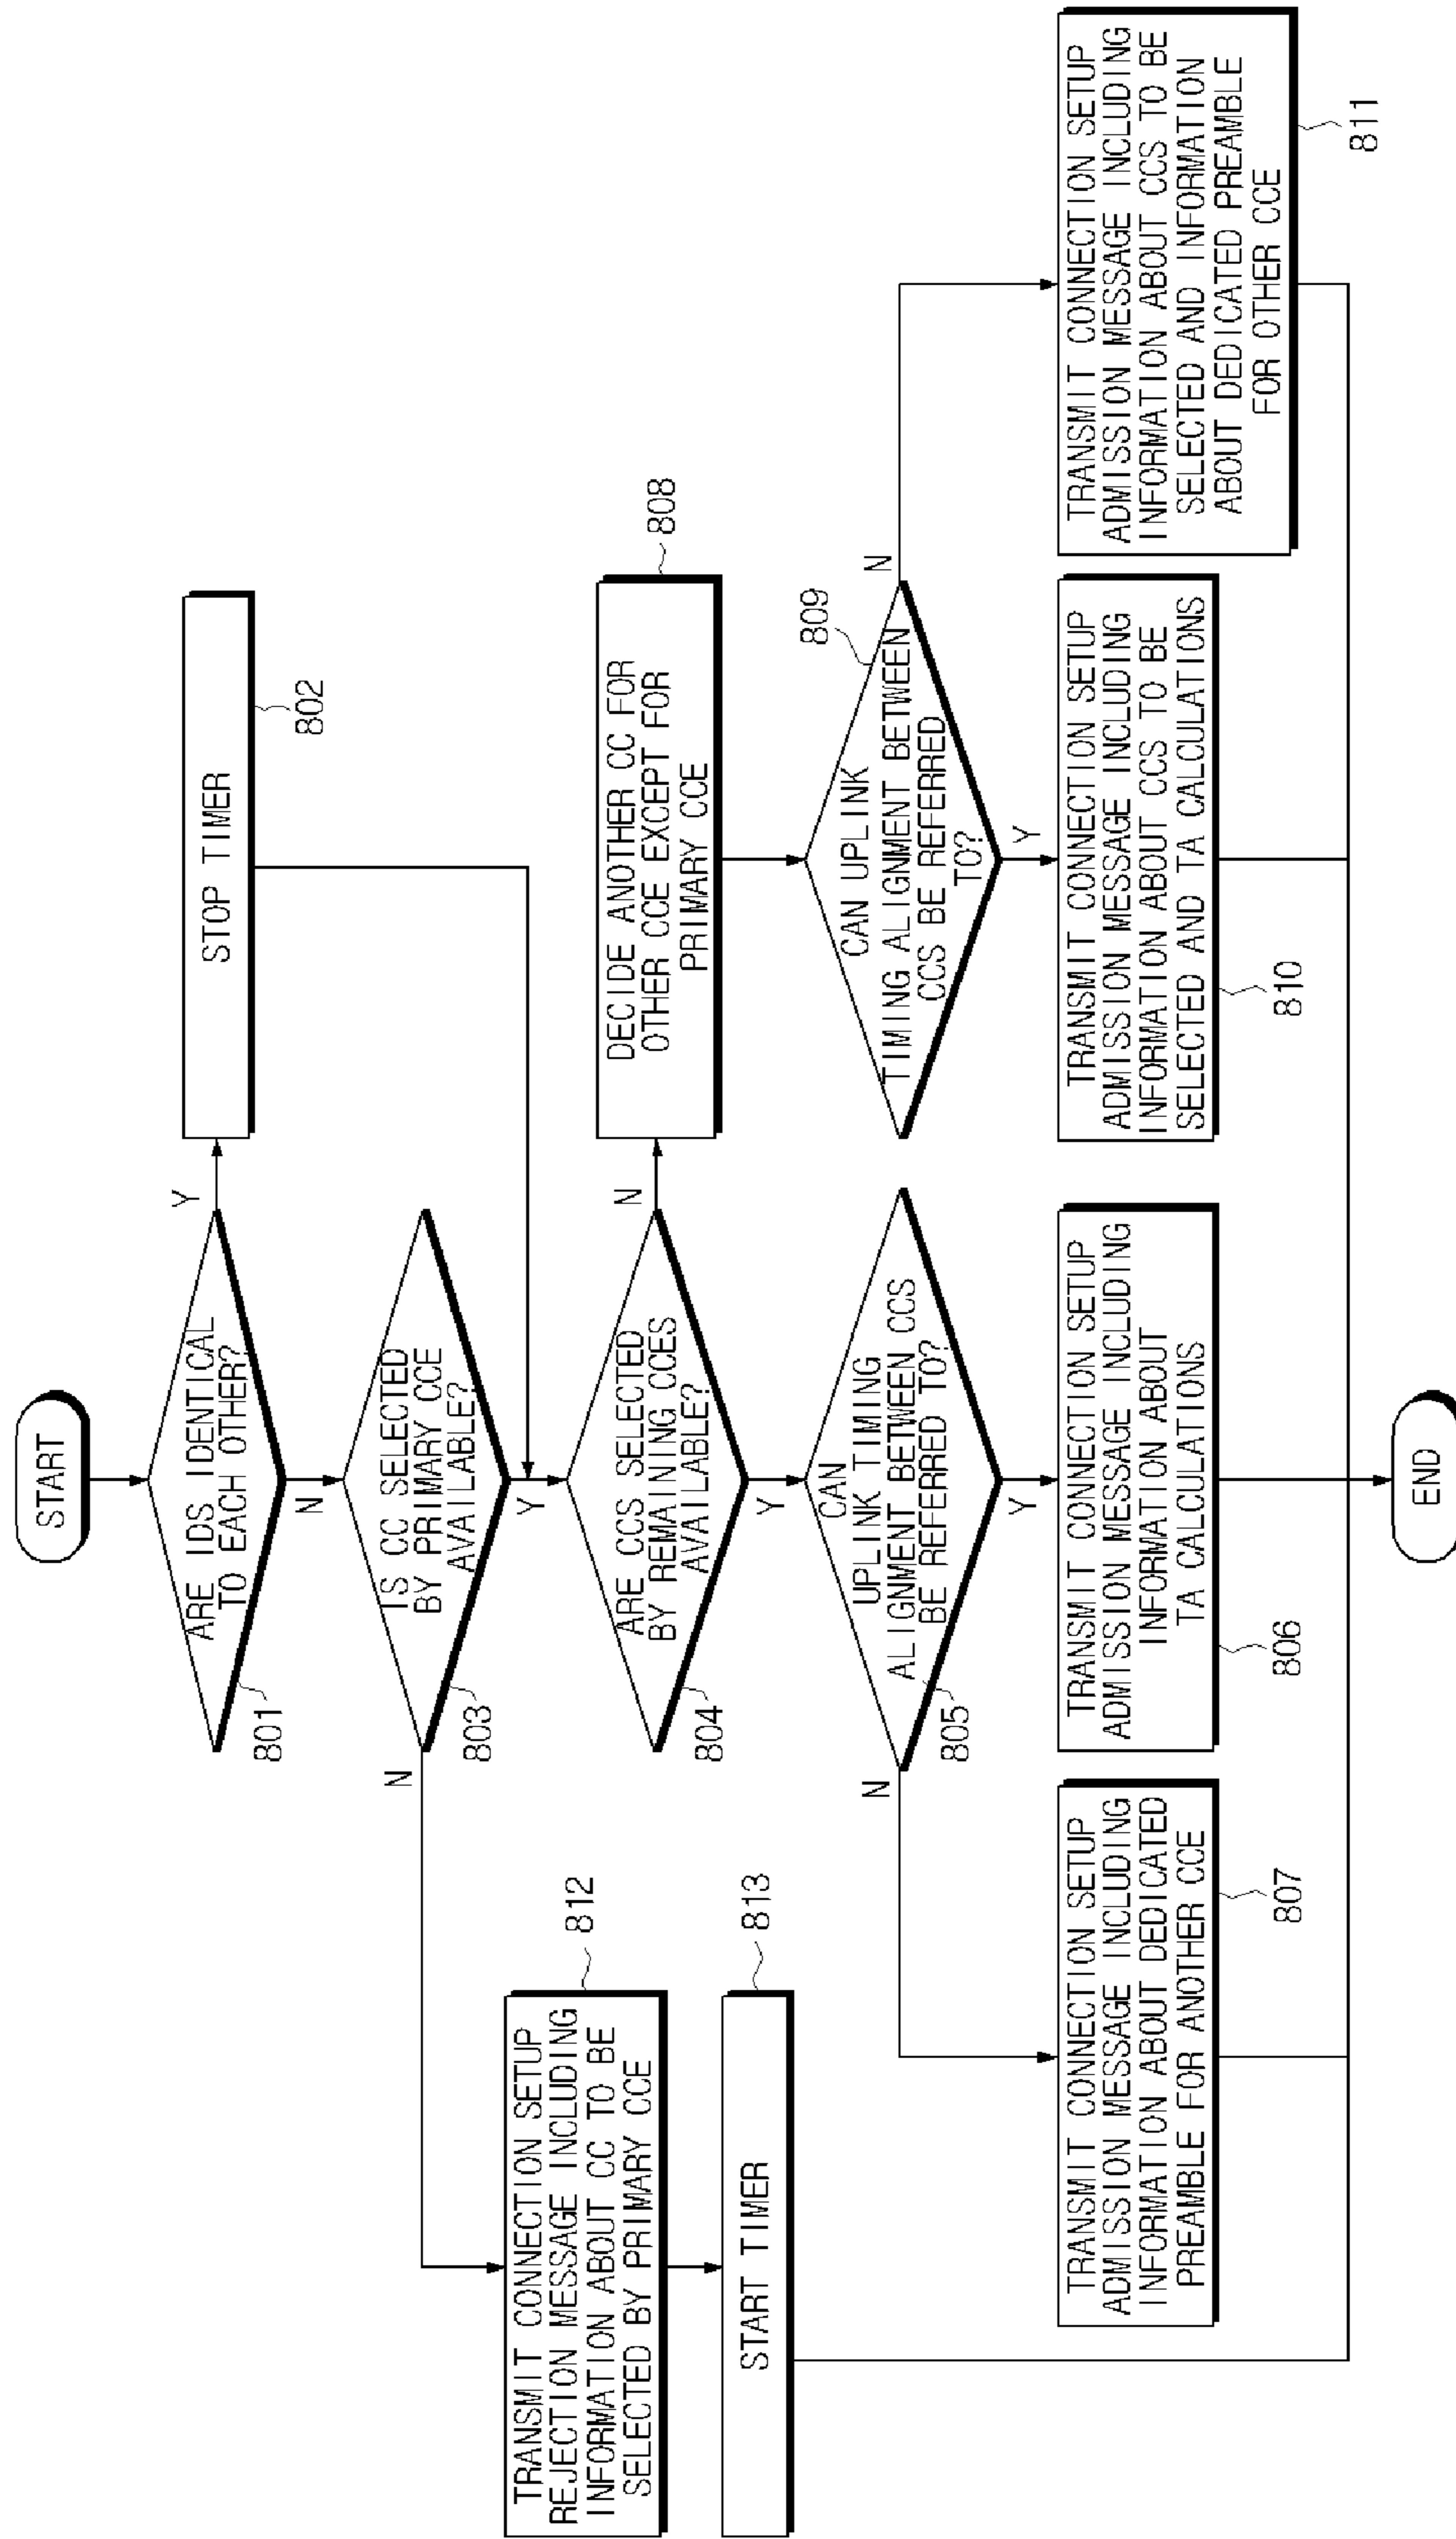 START
ARE IDS IDENTICAL
TO EACH OTHER?
801
Y
N
STOP TIMER
802
IS CC SELECTED
BY PRIMARY CCE
AVAILABLE?
803
N
Y
TRANSMIT CONNECTION SETUP
REJECTION MESSAGE INCLUDING
INFORMATION ABOUT CC TO BE
SELECTED BY PRIMARY CCE
812
START TIMER
813
ARE CCS SELECTED
BY REMAINING CCES
AVAILABLE?
804
N
Y
DECIDE ANOTHER CC FOR
OTHER CCE EXCEPT FOR
PRIMARY CCE
808
CAN
UPLINK TIMING
ALIGNMENT BETWEEN CCS
BE REFERRED TO?
805
N
Y
CAN UPLINK
TIMING ALIGNMENT BETWEEN
CCS BE REFERRED
TO?
809
N
Y
TRANSMIT CONNECTION SETUP
ADMISSION MESSAGE INCLUDING
INFORMATION ABOUT DEDICATED
PREAMBLE FOR ANOTHER CCE
807
TRANSMIT CONNECTION SETUP
ADMISSION MESSAGE INCLUDING
INFORMATION ABOUT
TA CALCULATIONS
806
TRANSMIT CONNECTION SETUP
ADMISSION MESSAGE INCLUDING
INFORMATION ABOUT CCS TO BE
SELECTED AND TA CALCULATIONS
810
TRANSMIT CONNECTION SETUP
ADMISSION MESSAGE INCLUDING
INFORMATION ABOUT CCS TO BE
SELECTED AND INFORMATION
ABOUT DEDICATED PREAMBLE
FOR OTHER CCE
811
END